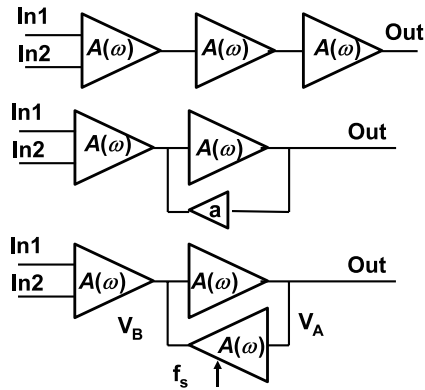 In1
In2
A(ω)
A(ω)
A(ω)
Out
In1
In2
A(ω)
A(ω)
a
Out
In1
In2
A(ω)
A(ω)
Out
V_B
A(ω)
V_A
f_s